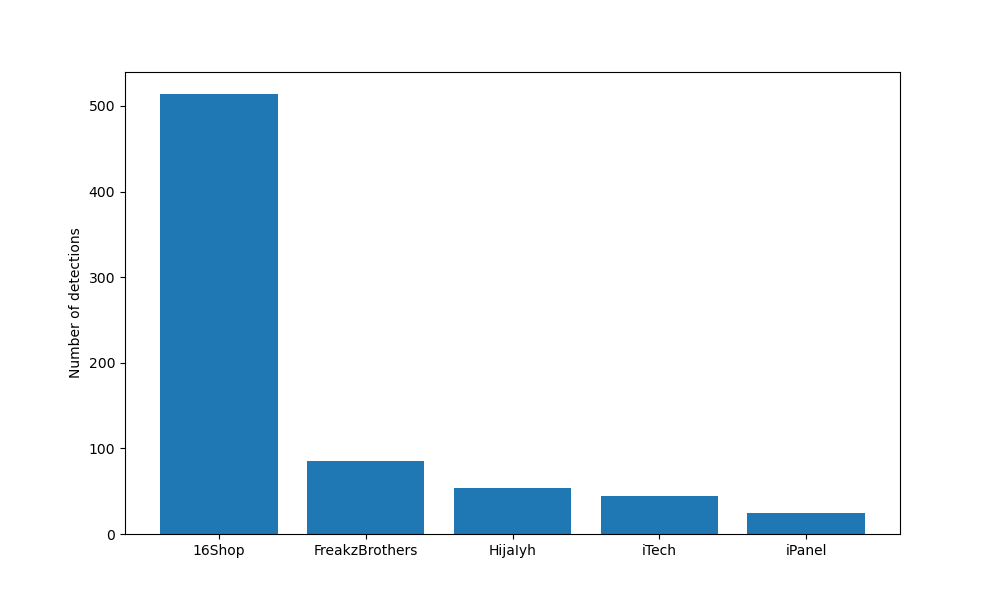 500
400
300
200
100
0
Number of detections
16Shop
FreakzBrothers
HijaIyh
iTech
iPanel